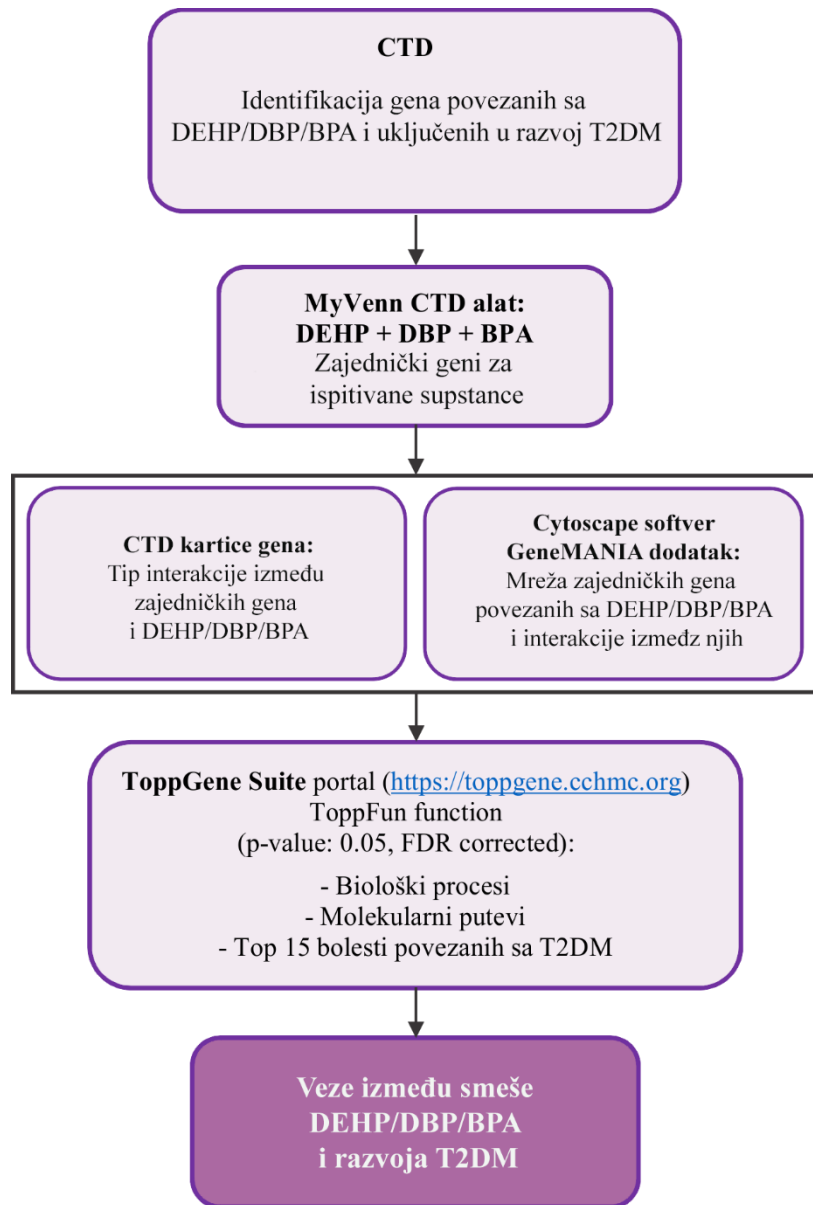 CTD
Identifikacija gena povezanih sa
DEHP/DBP/BPA i uključenih u razvoj T2DM
MyVenn CTD alat:
DEHP + DBP + BPA
Zajednički geni za
ispitivane supstance
CTD kartice gena:
Tip interakcije između
zajedničkih gena
i DEHP/DBP/BPA
Cytoscape softver
GeneMANIA dodatak:
Mreža zajedničkih gena
povezanih sa DEHP/DBP/BPA
i interakcije izmeđz njih
ToppGene Suite portal (https://toppgene.cchmc.org)
ToppFun function
(p-value: 0.05, FDR corrected):
- Biološki procesi
- Molekularni putevi
- Top 15 bolesti povezanih sa T2DM
Veze između smeše
DEHP/DBP/BPA
i razvoja T2DM